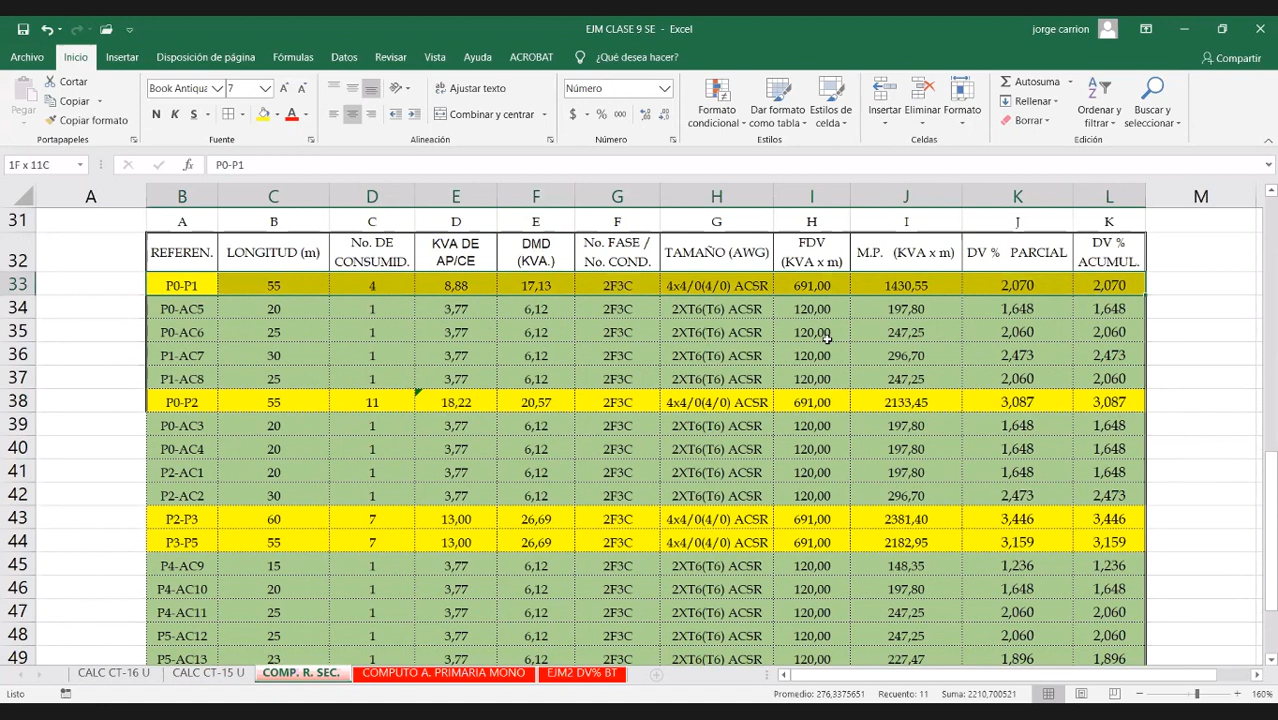 EJM CLASE 9 SE - Excel
jorge carrion
Archivo Inicio Insertar Disposición de página Fórmulas Datos Revisar Vista Ayuda ACROBAT ¿Qué desea hacer? Compartir
Pegar
Cortar
Copiar
Copiar formato
Portapapeles
Book Antiqua 7
N K S
Fuente
Ajustar texto
Combinar y centrar
Alineación
Número
$ % 000
Número
Formato condicional
Dar formato como tabla
Estilos de celda
Estilos
Insertar Eliminar Formato
Celdas
Autosuma
Rellenar
Borrar
Ordenar y filtrar
Buscar y seleccionar
Edición
1F x 11C fx P0-P1
A B C D E F G H I J K L M
31 A B C D E F G H I J K
32 REFEREN. LONGITUD (m) No. DE CONSUMID. KVA DE AP/CE DMD (KVA.) No. FASE / No. COND. TAMAÑO (AWG) FDV (KVA x m) M.P. (KVA x m) DV % PARCIAL DV % ACUMUL.
33 P0-P1 55 4 8,88 17,13 2F3C 4x4/0(4/0) ACSR 691,00 1430,55 2,070 2,070
34 P0-AC5 20 1 3,77 6,12 2F3C 2XT6(T6) ACSR 120,00 197,80 1,648 1,648
35 P0-AC6 25 1 3,77 6,12 2F3C 2XT6(T6) ACSR 120,00 247,25 2,060 2,060
36 P1-AC7 30 1 3,77 6,12 2F3C 2XT6(T6) ACSR 120,00 296,70 2,473 2,473
37 P1-AC8 25 1 3,77 6,12 2F3C 2XT6(T6) ACSR 120,00 247,25 2,060 2,060
38 P0-P2 55 11 18,22 20,57 2F3C 4x4/0(4/0) ACSR 691,00 2133,45 3,087 3,087
39 P0-AC3 20 1 3,77 6,12 2F3C 2XT6(T6) ACSR 120,00 197,80 1,648 1,648
40 P0-AC4 20 1 3,77 6,12 2F3C 2XT6(T6) ACSR 120,00 197,80 1,648 1,648
41 P2-AC1 20 1 3,77 6,12 2F3C 2XT6(T6) ACSR 120,00 197,80 1,648 1,648
42 P2-AC2 30 1 3,77 6,12 2F3C 2XT6(T6) ACSR 120,00 296,70 2,473 2,473
43 P2-P3 60 7 13,00 26,69 2F3C 4x4/0(4/0) ACSR 691,00 2381,40 3,446 3,446
44 P3-P5 55 7 13,00 26,69 2F3C 4x4/0(4/0) ACSR 691,00 2182,95 3,159 3,159
45 P4-AC9 15 1 3,77 6,12 2F3C 2XT6(T6) ACSR 120,00 148,35 1,236 1,236
46 P4-AC10 20 1 3,77 6,12 2F3C 2XT6(T6) ACSR 120,00 197,80 1,648 1,648
47 P4-AC11 25 1 3,77 6,12 2F3C 2XT6(T6) ACSR 120,00 247,25 2,060 2,060
48 P5-AC12 25 1 3,77 6,12 2F3C 2XT6(T6) ACSR 120,00 247,25 2,060 2,060
49 P5-AC13 23 1 3,77 6,12 2F3C 2XT6(T6) ACSR 120,00 227,47 1,896 1,896
CALC CT-16 U CALC CT-15 U COMP. R. SEC. COMPUTO A. PRIMARIA MONO EJM2 DV% BT
Listo Promedio: 276,3375651 Recuento: 11 Suma: 2210,700521 160%